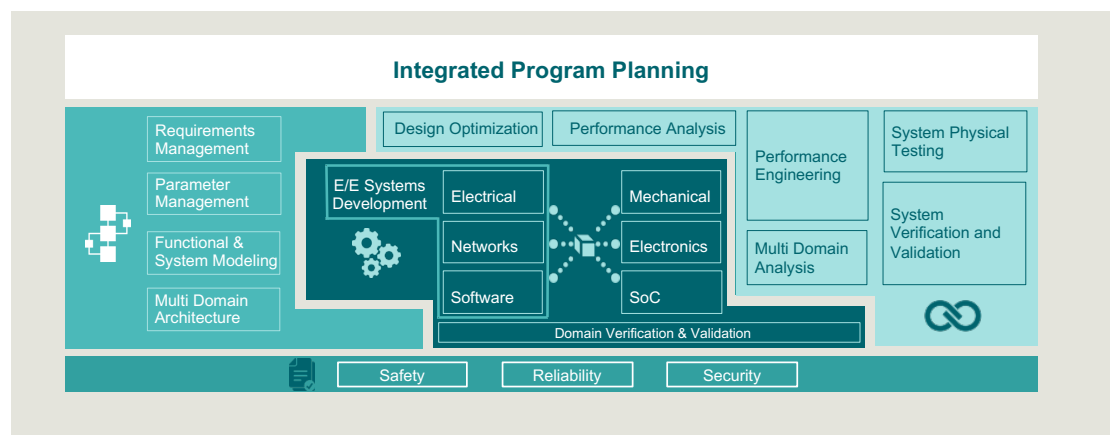 Integrated Program Planning
Requirements
Management
Parameter
Management
Functional &
System Modeling
Multi Domain
Architecture
Design Optimization
Performance Analysis
E/E Systems
Development
Electrical
Networks
Software
Mechanical
Electronics
SoC
Domain Verification & Validation
Performance
Engineering
Multi Domain
Analysis
System Physical
Testing
System
Verification and
Validation
Safety
Reliability
Security